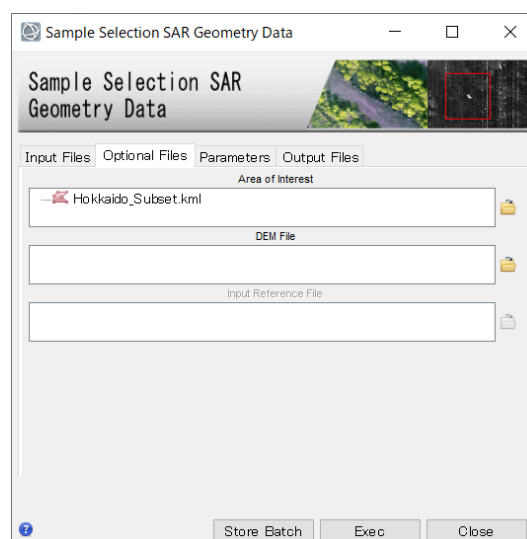 Sample Selection SAR Geometry Data
Sample Selection SAR
Geometry Data
Input Files Optional Files Parameters Output Files
Area of Interest
Hokkaido_Subset.kml
DEM File
Input Reference File
?
Store Batch Exec Close